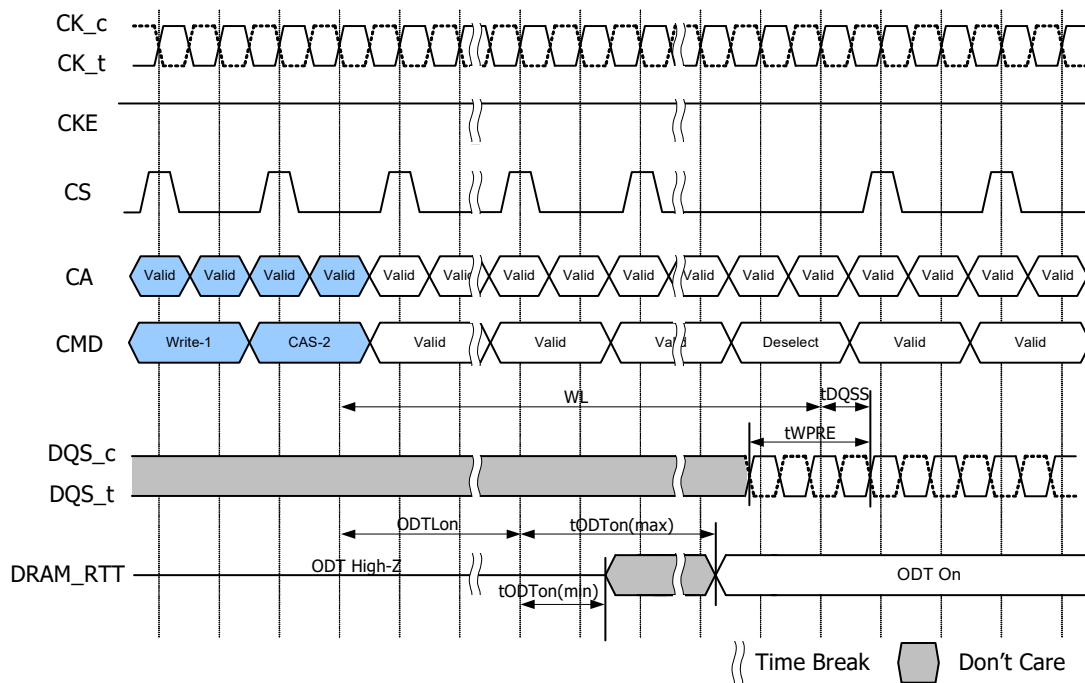 CK_c
CK_t
CKE
CS
CA
Valid Valid Valid Valid Valid Valid Valid Valid Valid Valid Valid Valid Valid Valid Valid Valid
CMD
Write-1 CAS-2 Valid Valid Valid Deselect Valid Valid
WL tDQSS
tWPRE
DQS_c
DQS_t
ODTLon tODTon(max)
DRAM_RTT ODT High-Z ODT On
tODTon(min)
Time Break Don't Care